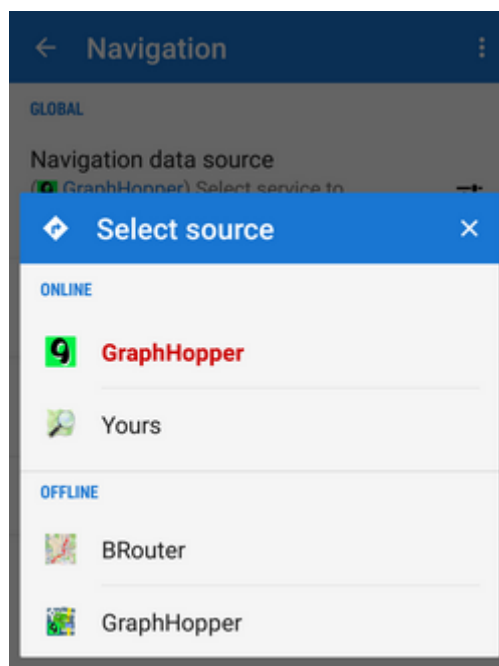 Navigation
GLOBAL
Navigation data source
(GraphHopper) Select service to
Select source
ONLINE
GraphHopper
Yours
OFFLINE
BRouter
GraphHopper